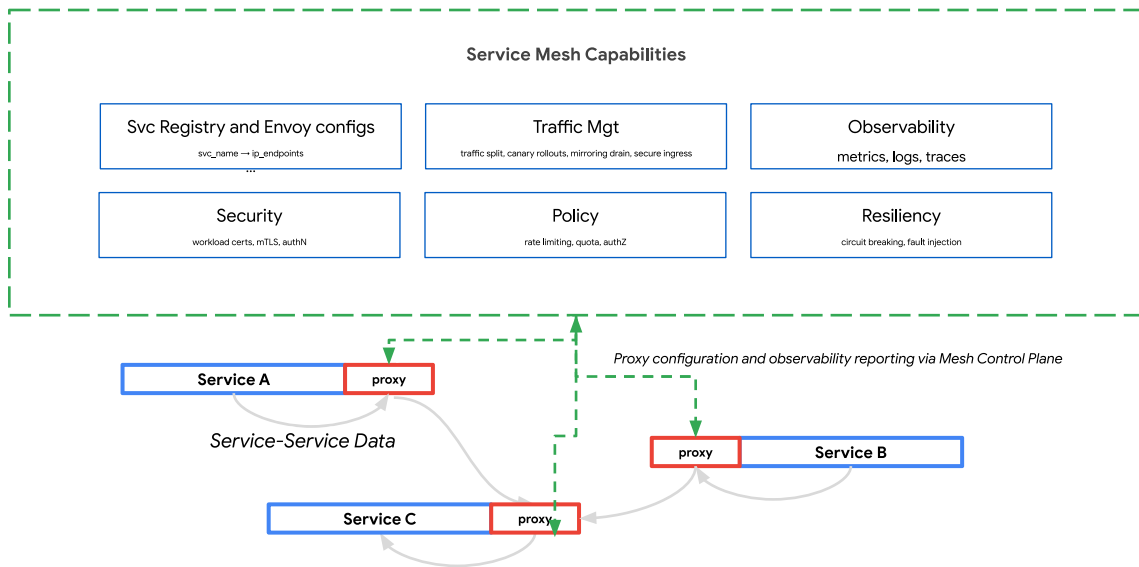 Service Mesh Capabilities
Svc Registry and Envoy configs
svc_name → ip_endpoints
...
Traffic Mgt
traffic split, canary rollouts, mirroring drain, secure ingress
Observability
metrics, logs, traces
Security
workload certs, mTLS, authN
Policy
rate limiting, quota, authZ
Resiliency
circuit breaking, fault injection
Proxy configuration and observability reporting via Mesh Control Plane
Service A
proxy
Service-Service Data
proxy
Service B
Service C
proxy